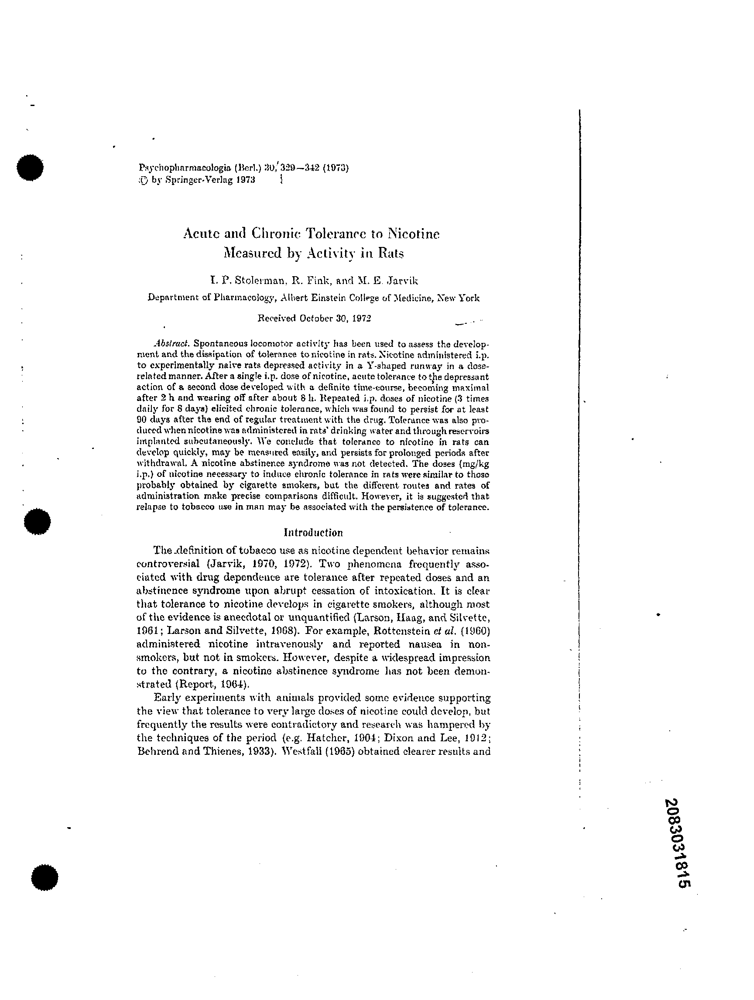 Psychopharmacologia (Berl.) 30, 329—342 (1973)
© by Springer-Verlag 1973
Acute and Chronic Tolerance to Nicotine
Measured by Activity in Rats
I. P. Stolerman, R. Fink, and M. E. Jarvik
Department of Pharmacology, Albert Einstein College of Medicine, New York
Received October 30, 1972
Abstract. Spontaneous locomotor activity has been used to assess the develop-
ment and the dissipation of tolerance to nicotine in rats. Nicotine administered i.p.
to experimentally naive rats depressed activity in a Y-shaped runway in a dose-
related manner. After a single i.p. dose of nicotine, acute tolerance to the depressant
action of a second dose developed with a definite time-course, becoming maximal
after 2 h and wearing off after about 8 h. Repeated i.p. doses of nicotine (3 times
daily for 8 days) elicited chronic tolerance, which was found to persist for at least
90 days after the end of regular treatment with the drug. Tolerance was also pro-
duced when nicotine was administered in rats' drinking water and through reservoirs
implanted subcutaneously. We conclude that tolerance to nicotine in rats can
develop quickly, may be measured easily, and persists for prolonged periods after
withdrawal. A nicotine abstinence syndrome was not detected. The doses (mg/kg
i.p.) of nicotine necessary to induce chronic tolerance in rats were similar to those
probably obtained by cigarette smokers, but the different routes and rates of
administration make precise comparisons difficult. However, it is suggested that
relapse to tobacco use in man may be associated with the persistence of tolerance.
Introduction
The definition of tobacco use as nicotine dependent behavior remains
controversial (Jarvik, 1970, 1972). Two phenomena frequently asso-
ciated with drug dependence are tolerance after repeated doses and an
abstinence syndrome upon abrupt cessation of intoxication. It is clear
that tolerance to nicotine develops in cigarette smokers, although most
of the evidence is anecdotal or unquantified (Larson, Haag, and Silvette,
1961; Larson and Silvette, 1968). For example, Rottenstein et al. (1960)
administered nicotine intravenously and reported nausea in non-
smokers, but not in smokers. However, despite a widespread impression
to the contrary, a nicotine abstinence syndrome has not been demon-
strated (Report, 1964).
Early experiments with animals provided some evidence supporting
the view that tolerance to very large doses of nicotine could develop, but
frequently the results were contradictory and research was hampered by
the techniques of the period (e.g. Hatcher, 1904; Dixon and Lee, 1912;
Behrend and Thienes, 1933). Westfall (1965) obtained clearer results and
2083031815